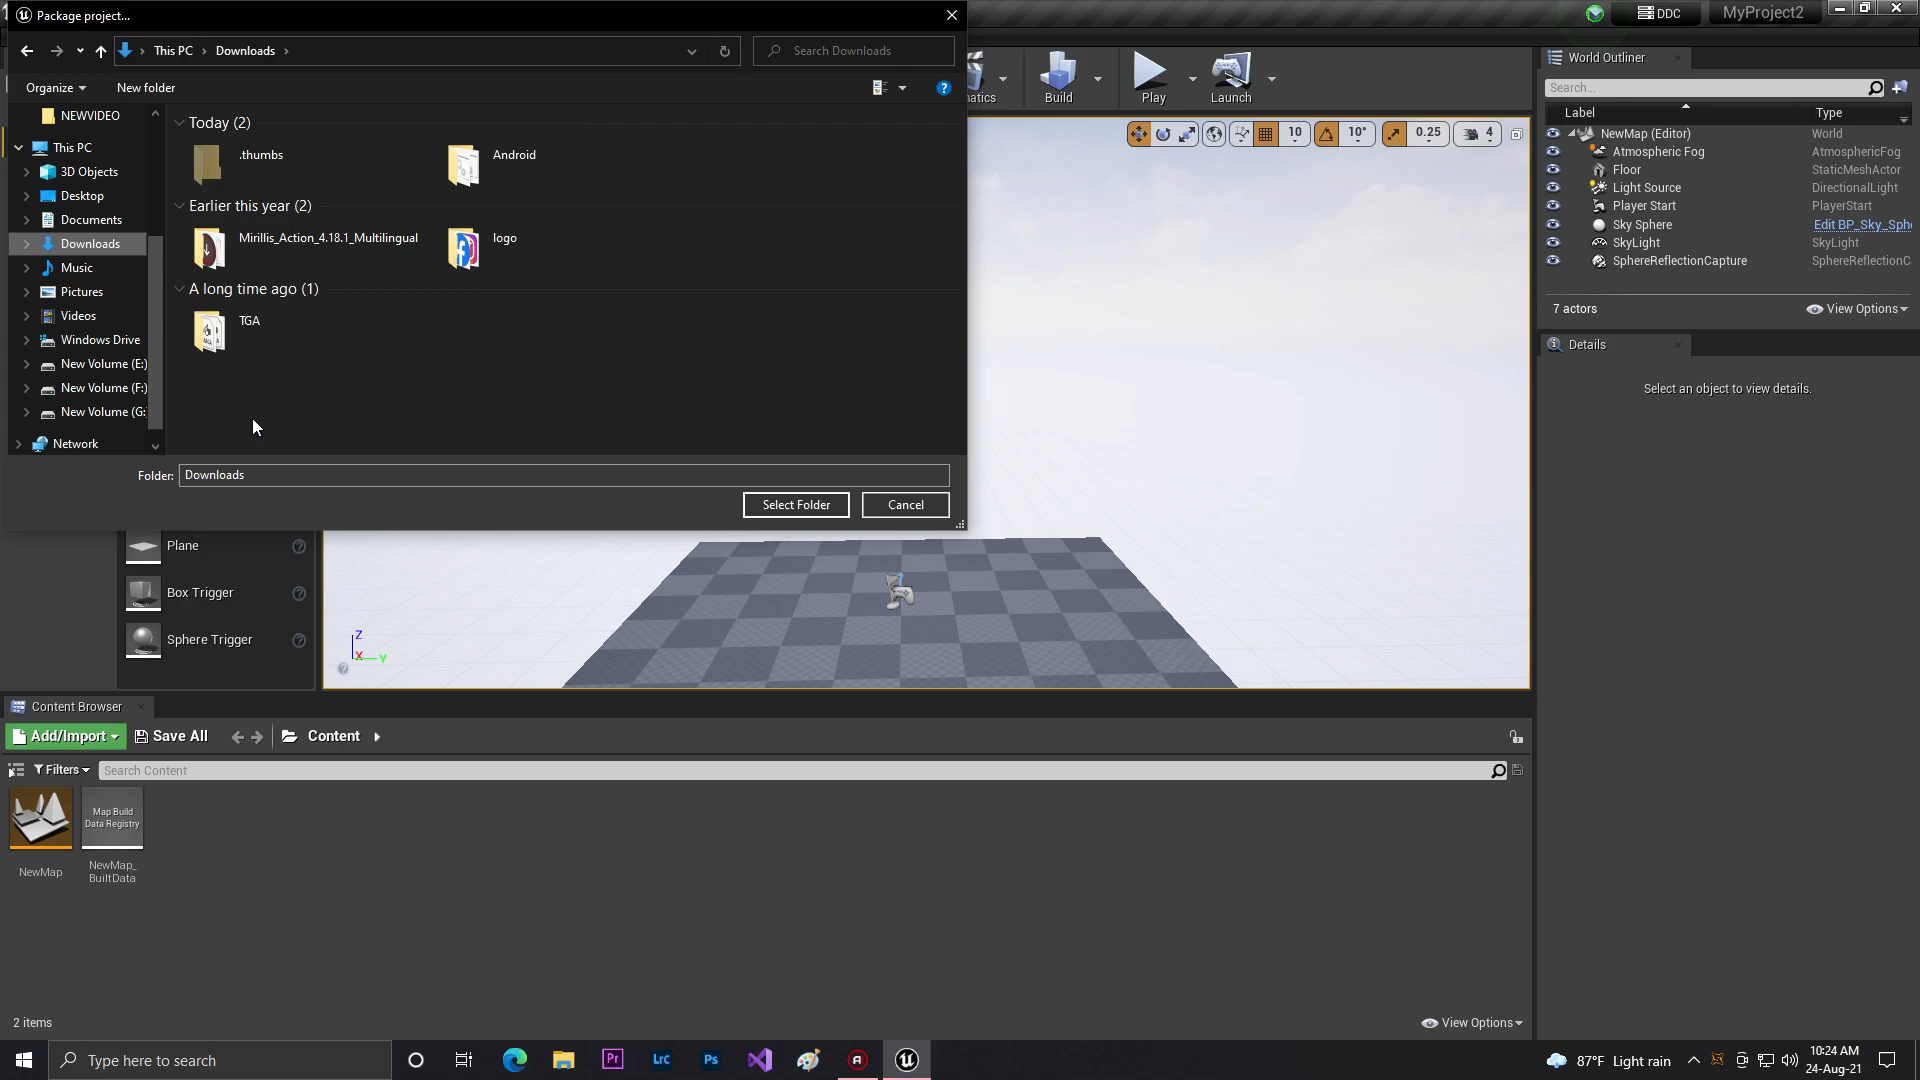 Package project...
DDC
MyProject2
This PC
Downloads
Search Downloads
Organize
New folder
NEWVIDEO
This PC
3D Objects
Desktop
Documents
Downloads
Music
Pictures
Videos
Windows Drive
New Volume (E:)
New Volume (F:)
New Volume (G:
Network
Today (2)
.thumbs
Android
Earlier this year (2)
Mirillis_Action_4.18.1_Multilingual
logo
A long time ago (1)
TGA
Folder:
Downloads
Select Folder
Cancel
atics
Build
Play
Launch
10
10°
0.25
4
World Outliner
Search...
Label
Type
NewMap (Editor)
World
Atmospheric Fog
AtmosphericFog
Floor
StaticMeshActor
Light Source
DirectionalLight
Player Start
PlayerStart
Sky Sphere
Edit BP_Sky_Sph
SkyLight
SkyLight
SphereReflectionCapture
SphereReflectionC
7 actors
View Options
Details
Select an object to view details.
Plane
Box Trigger
Sphere Trigger
Z
X
Y
Content Browser
Add/Import
Save All
Content
Filters
Search Content
Map Build
Data Registry
NewMap
NewMap_
BuiltData
2 items
View Options
Type here to search
Pr
Lrc
Ps
87°F Light rain
10:24 AM
24-Aug-21